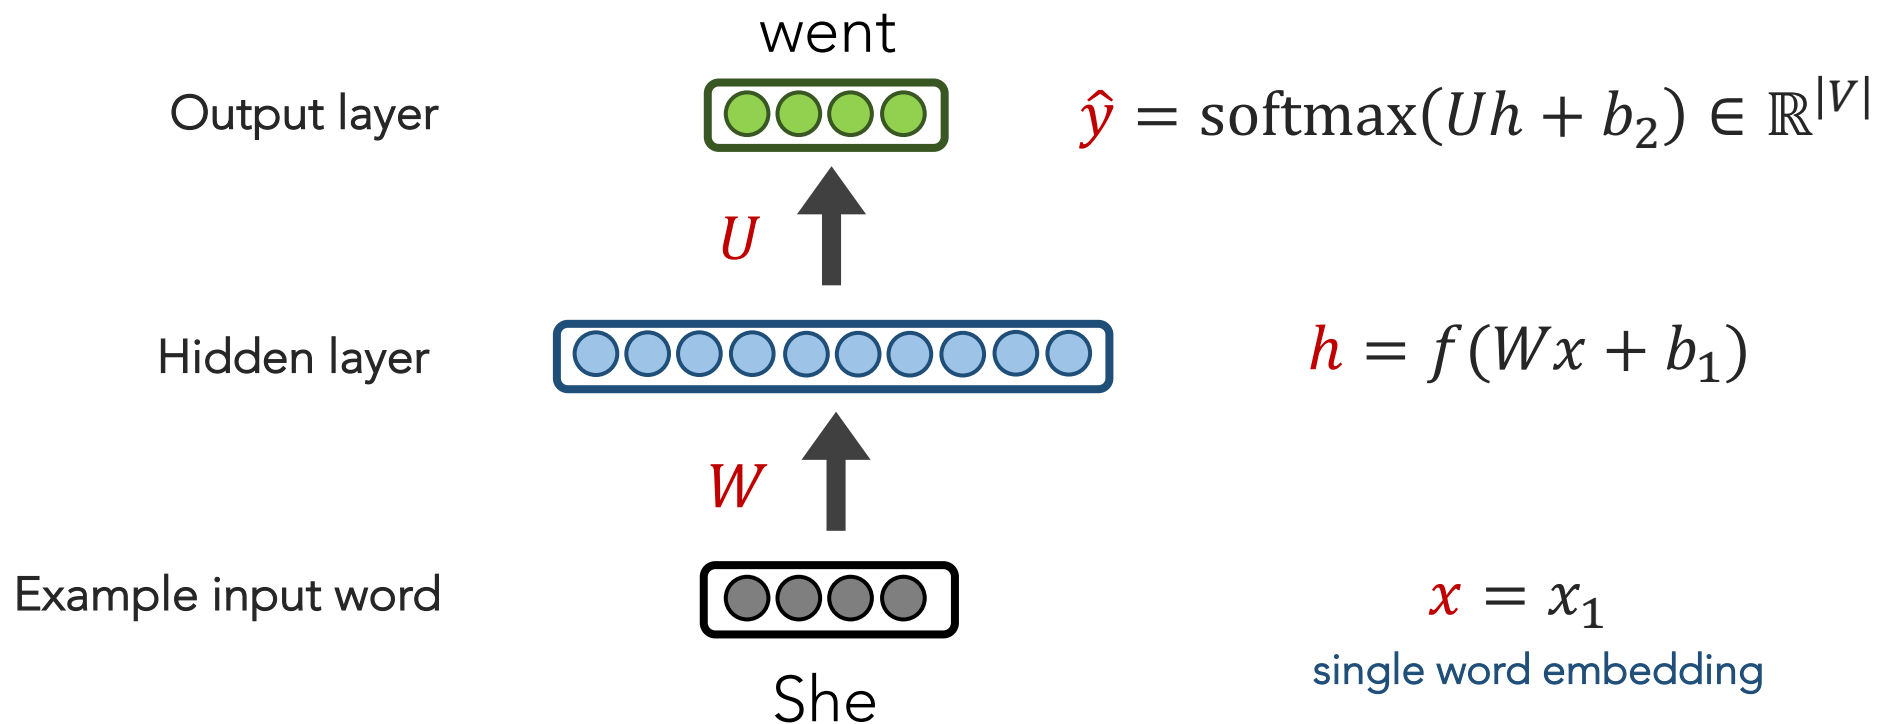 went
Output layer
ŷ = softmax(Uh + b₂) ∈ ℝ^|V|
U
Hidden layer
h = f(Wx + b₁)
W
Example input word
x = x₁
single word embedding
She